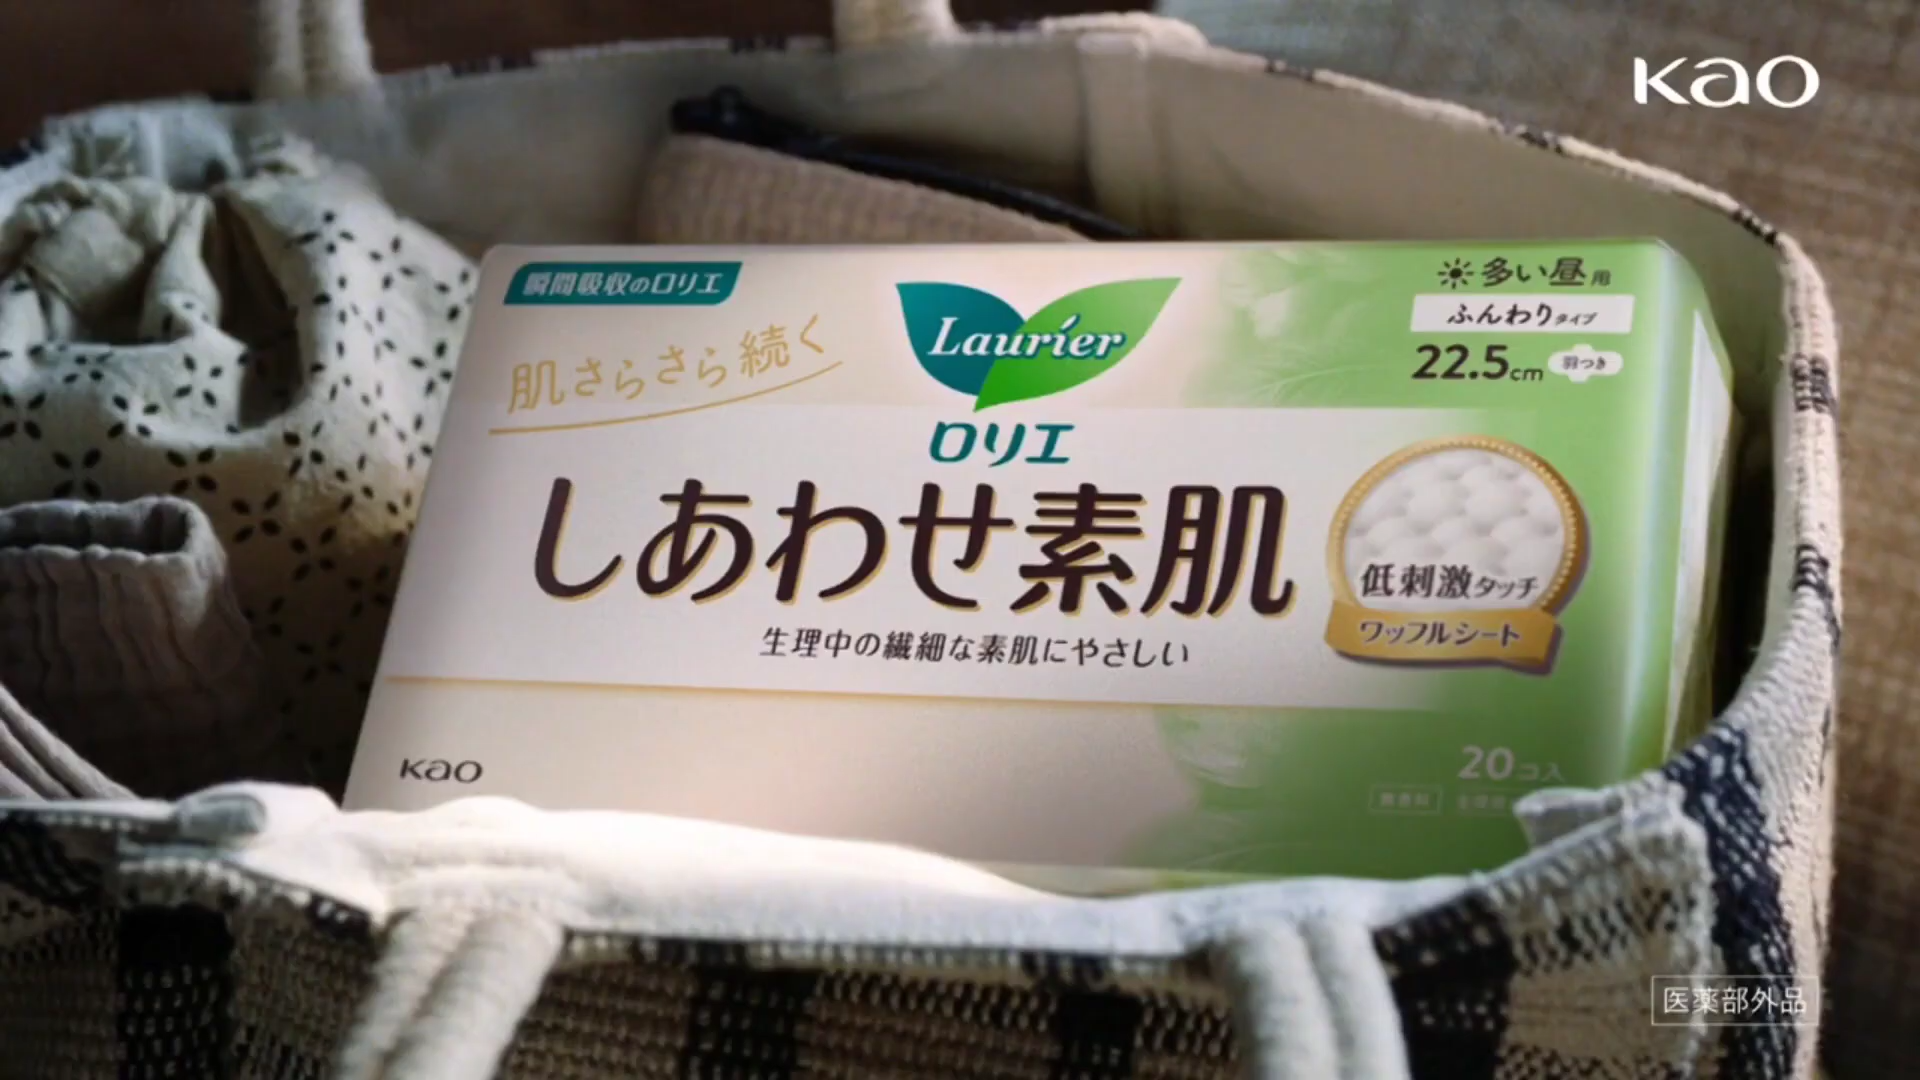 Kao
瞬間吸収のロリエ
肌さらさら続く
Laurier
ロリエ
しあわせ素肌
生理中の繊細な素肌にやさしい
多い昼用
ふんわりタイプ
22.5cm 羽つき
低刺激タッチ
ワッフルシート
Kao
20コ入
無香料
医薬部外品